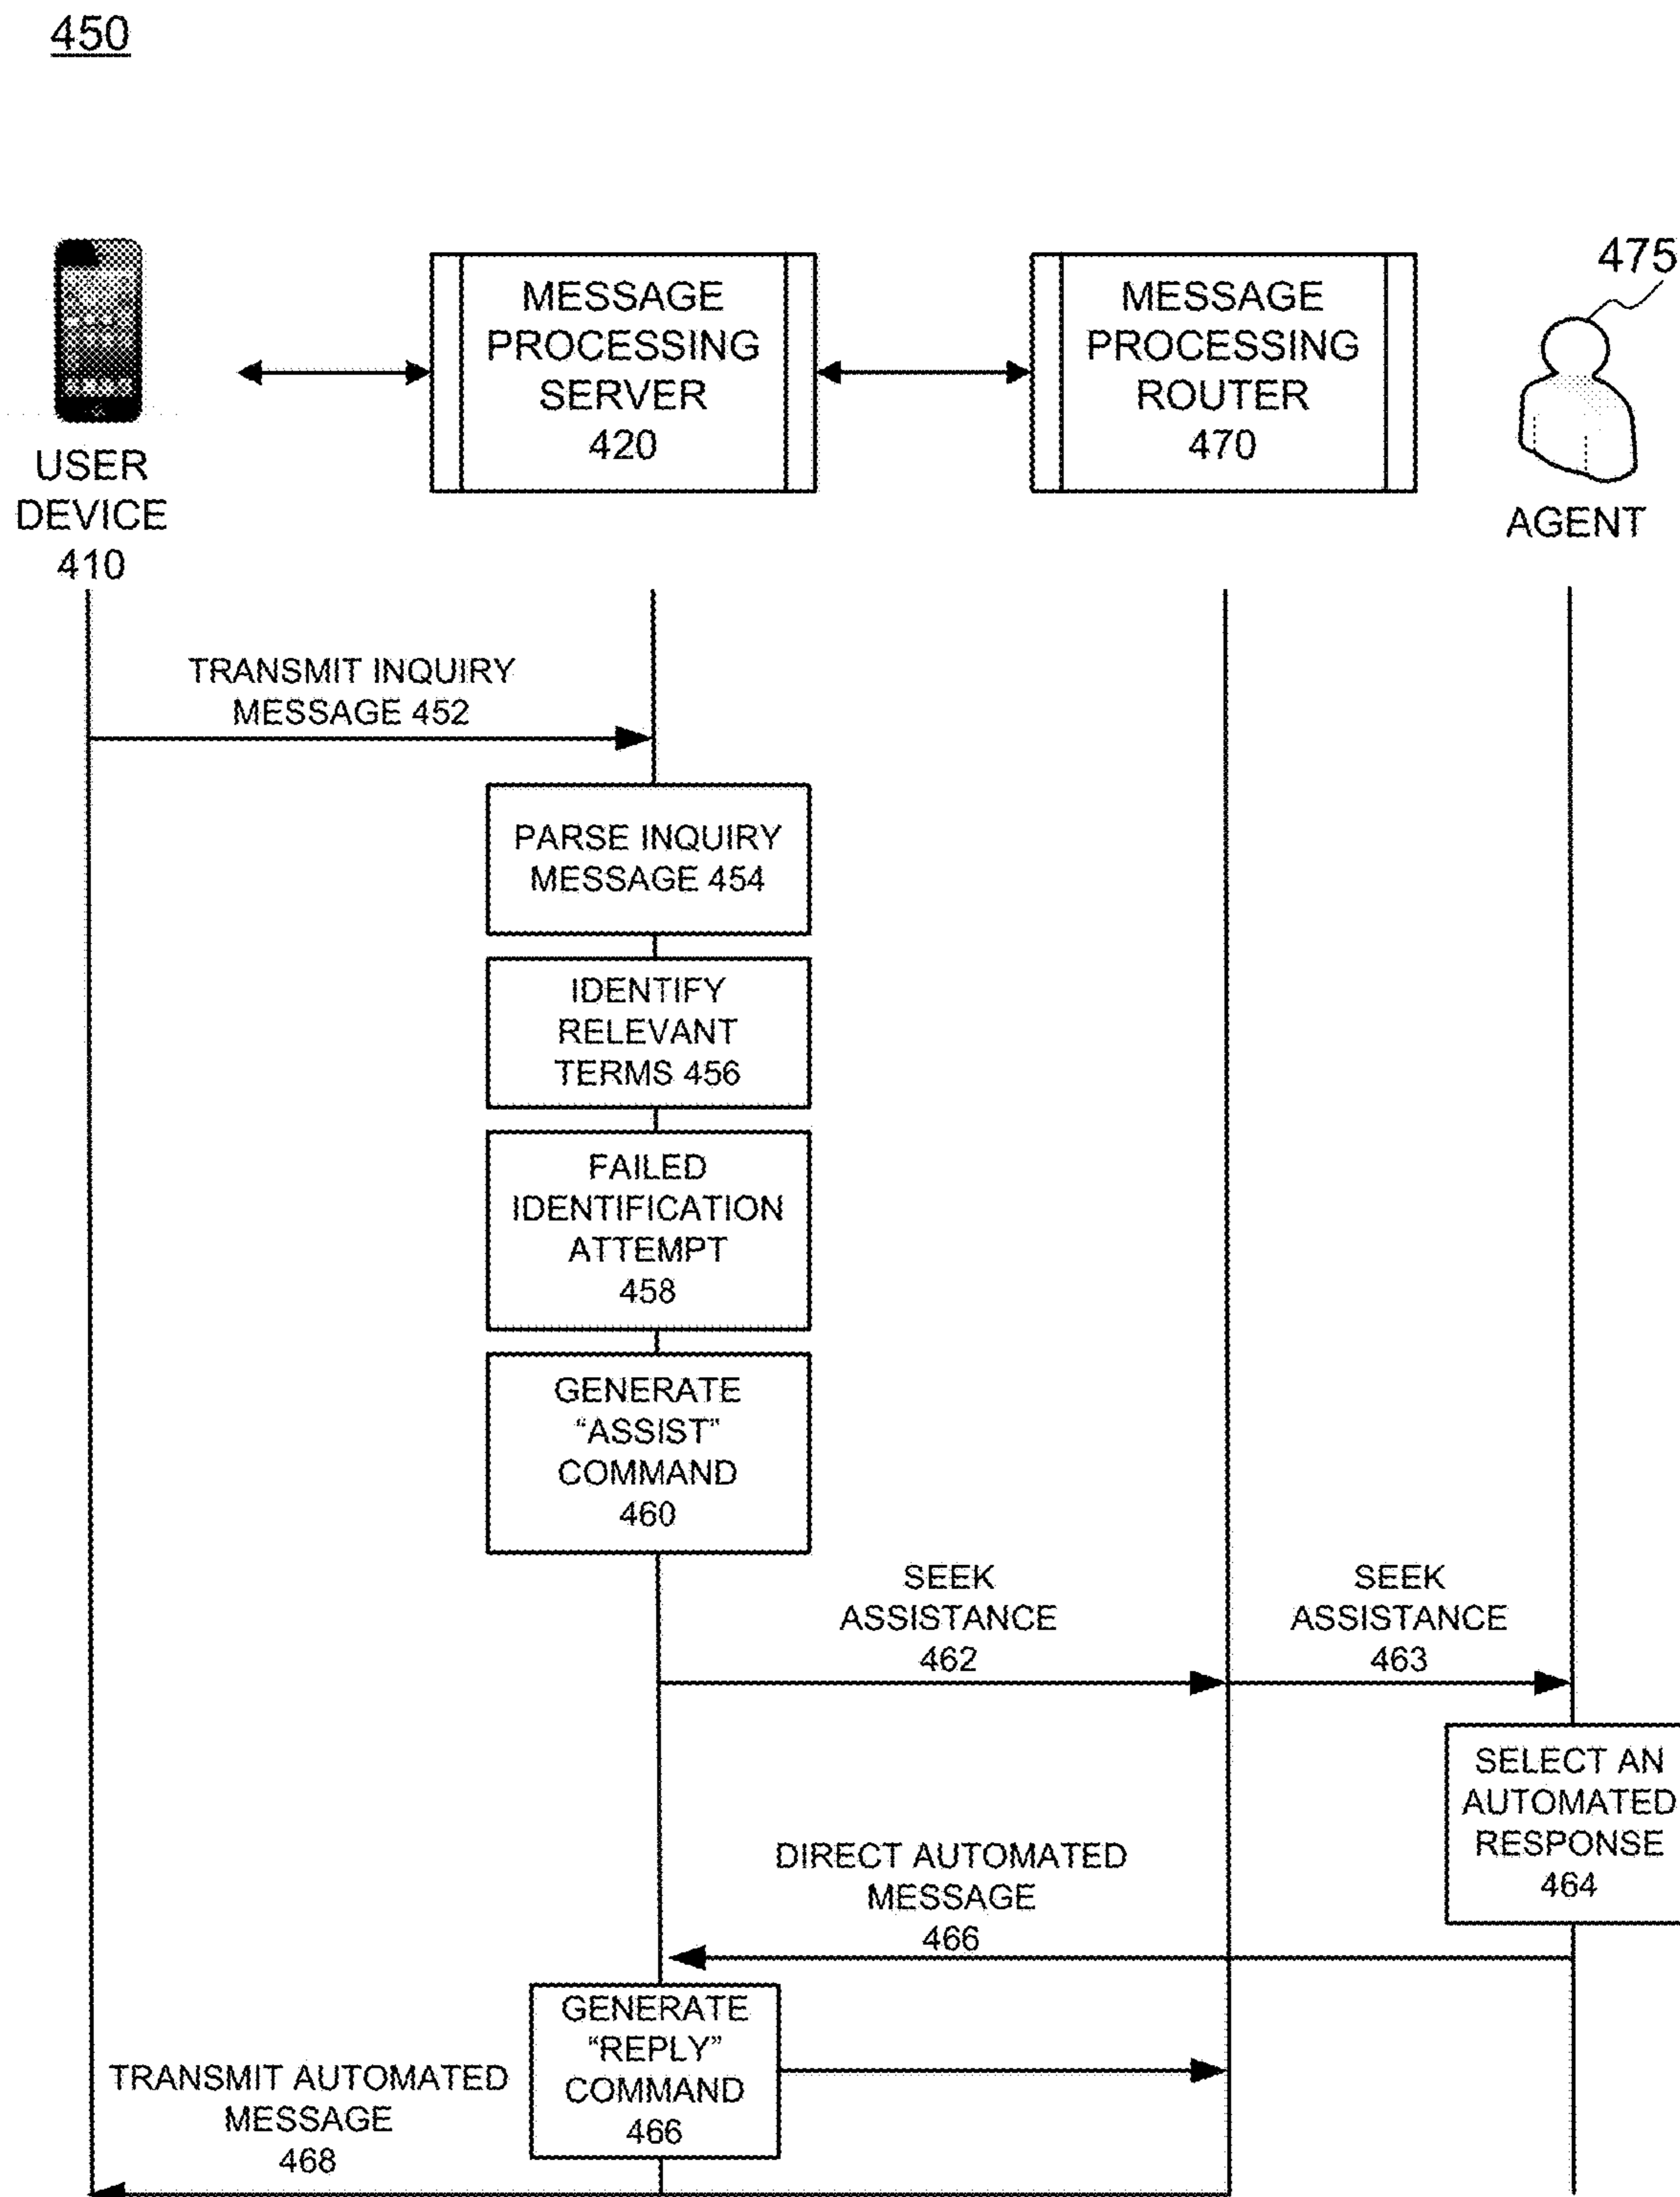 450
475
MESSAGE
PROCESSING
SERVER
420
MESSAGE
PROCESSING
ROUTER
470
USER
DEVICE
410
AGENT
TRANSMIT INQUIRY
MESSAGE 452
PARSE INQUIRY
MESSAGE 454
IDENTIFY
RELEVANT
TERMS 456
FAILED
IDENTIFICATION
ATTEMPT
458
GENERATE
“ASSIST”
COMMAND
460
SEEK
ASSISTANCE
462
SEEK
ASSISTANCE
463
SELECT AN
AUTOMATED
RESPONSE
464
DIRECT AUTOMATED
MESSAGE
466
GENERATE
“REPLY”
COMMAND
466
TRANSMIT AUTOMATED
MESSAGE
468